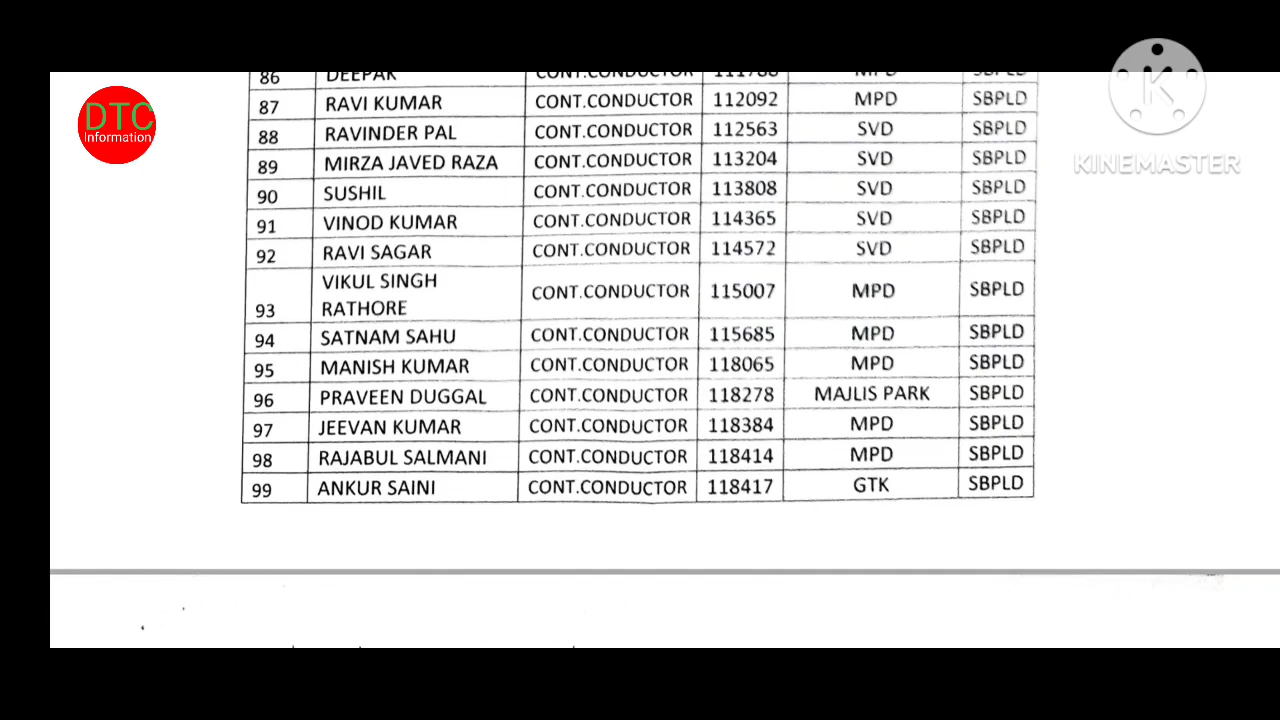 86 DEEPAK CONT.CONDUCTOR 111788 MPD SBPLD
DTC
Information
87 RAVI KUMAR CONT.CONDUCTOR 112092 MPD SBPLD
88 RAVINDER PAL CONT.CONDUCTOR 112563 SVD SBPLD
89 MIRZA JAVED RAZA CONT.CONDUCTOR 113204 SVD SBPLD
KINEMASTER
90 SUSHIL CONT.CONDUCTOR 113808 SVD SBPLD
91 VINOD KUMAR CONT.CONDUCTOR 114365 SVD SBPLD
92 RAVI SAGAR CONT.CONDUCTOR 114572 SVD SBPLD
93 VIKUL SINGH
RATHORE CONT.CONDUCTOR 115007 MPD SBPLD
94 SATNAM SAHU CONT.CONDUCTOR 115685 MPD SBPLD
95 MANISH KUMAR CONT.CONDUCTOR 118065 MPD SBPLD
96 PRAVEEN DUGGAL CONT.CONDUCTOR 118278 MAJLIS PARK SBPLD
97 JEEVAN KUMAR CONT.CONDUCTOR 118384 MPD SBPLD
98 RAJABUL SALMANI CONT.CONDUCTOR 118414 MPD SBPLD
99 ANKUR SAINI CONT.CONDUCTOR 118417 GTK SBPLD